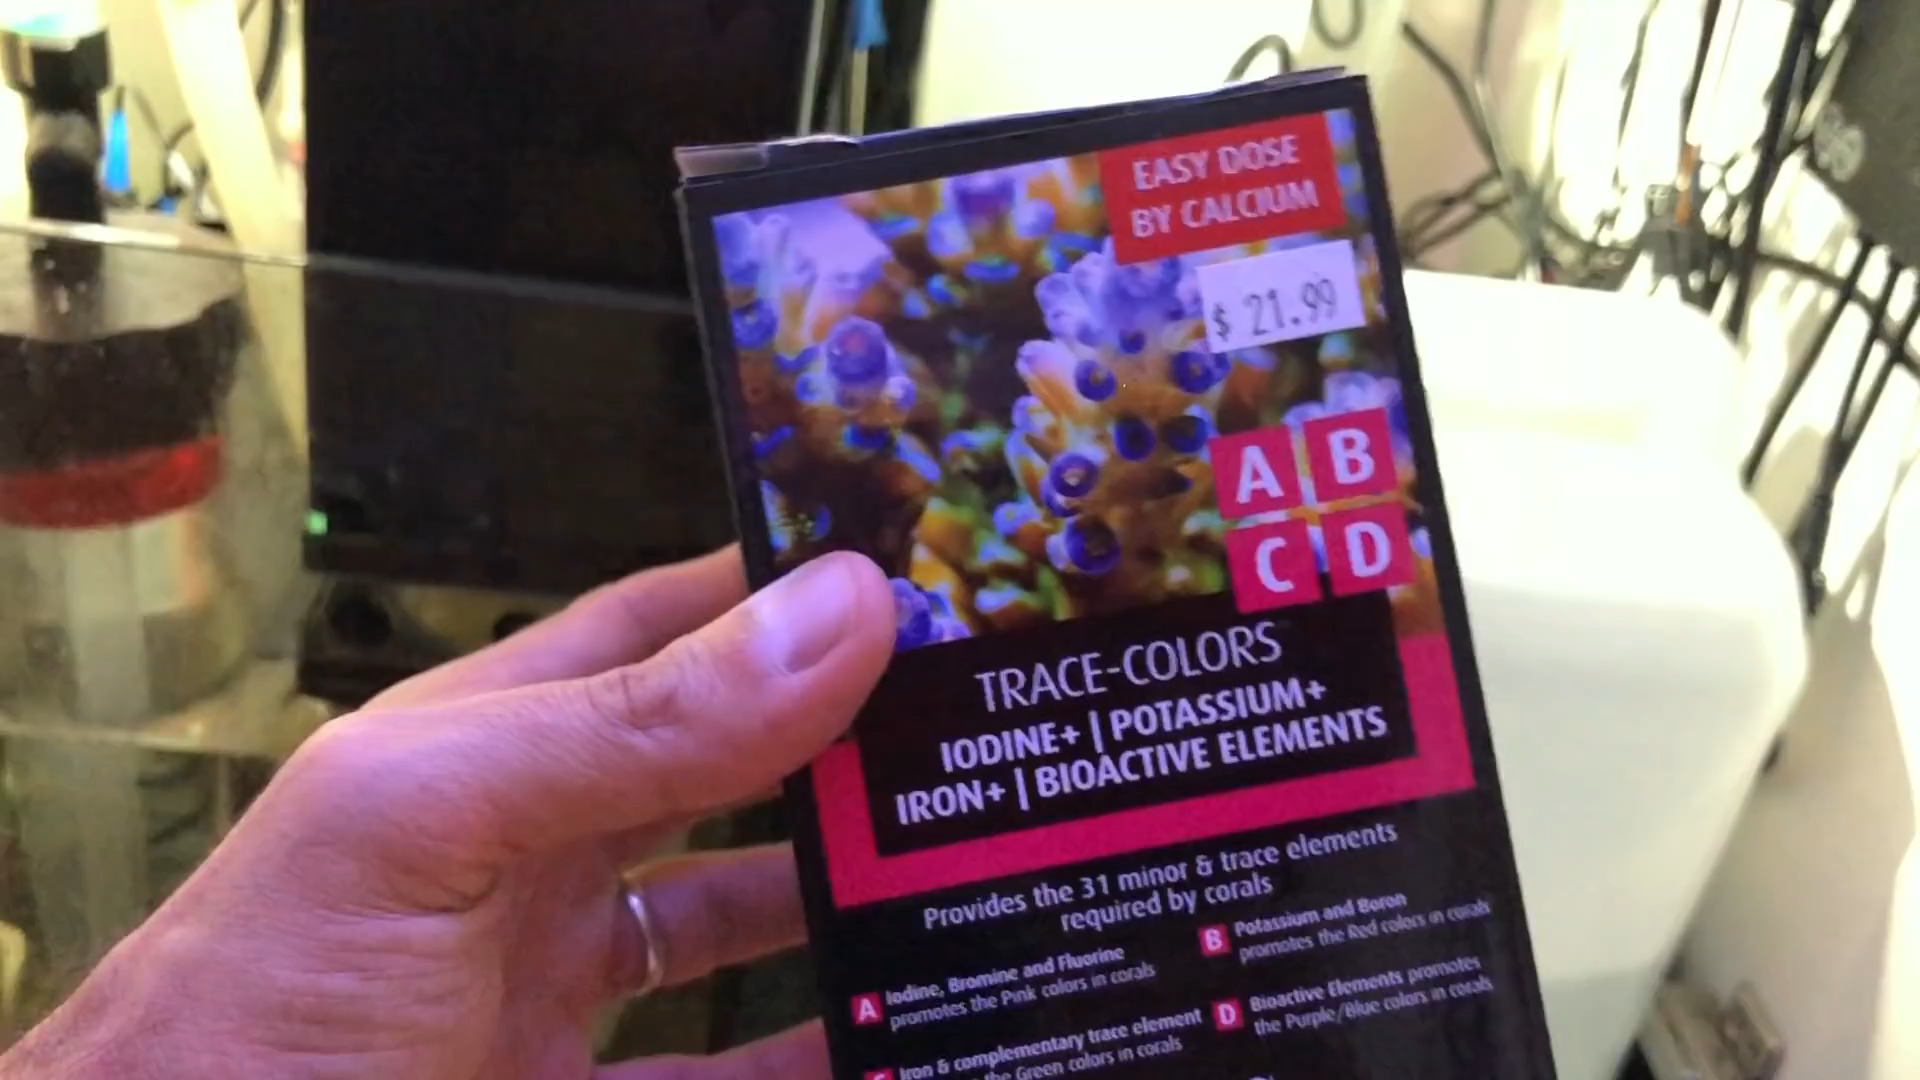 EASY DOSE
BY CALCIUM
$ 21.99
A B
C D
TRACE-COLORS
IODINE+ | POTASSIUM+
IRON+ | BIOACTIVE ELEMENTS
Provides the 31 minor & trace elements
required by corals
A Iodine, Bromine and Fluorine
promotes the Pink colors in corals
B Potassium and Boron
promotes the Red colors in corals
Iron & complementary trace element
the Green colors in corals
D Bioactive Elements promotes
the Purple/Blue colors in corals